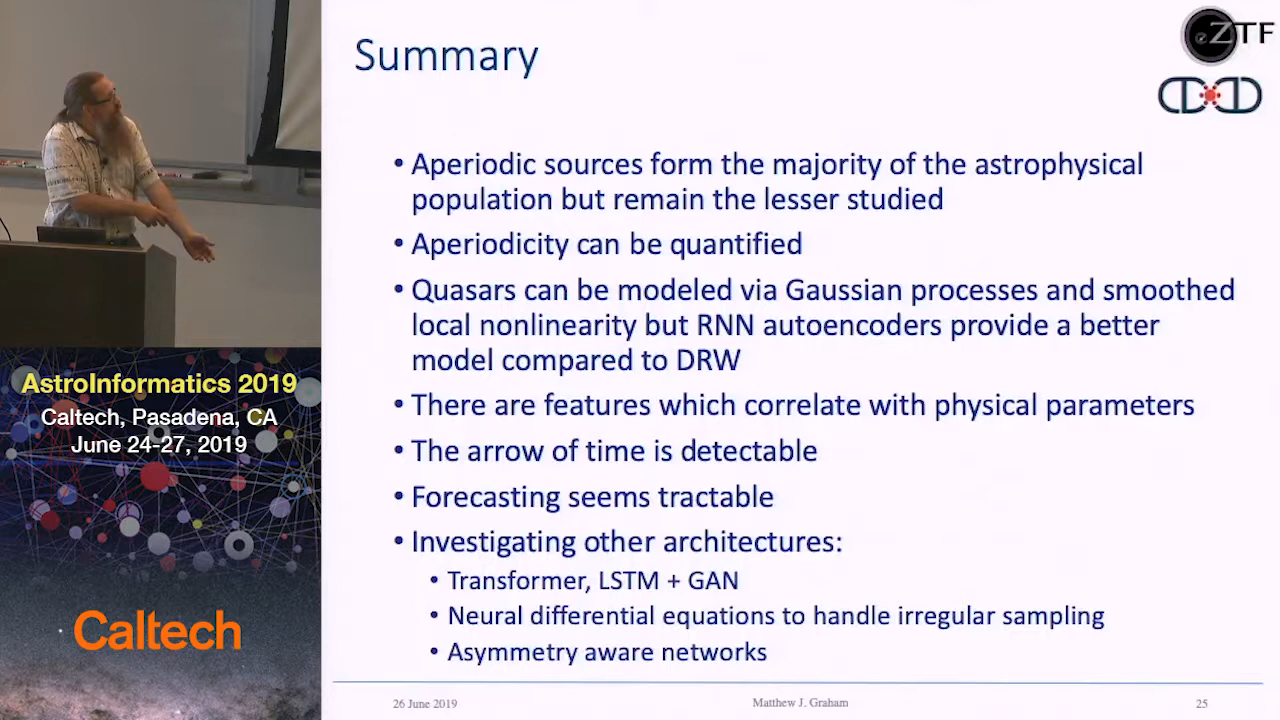 Summary
ZTF
• Aperiodic sources form the majority of the astrophysical
population but remain the lesser studied
• Aperiodicity can be quantified
• Quasars can be modeled via Gaussian processes and smoothed
local nonlinearity but RNN autoencoders provide a better
model compared to DRW
• There are features which correlate with physical parameters
• The arrow of time is detectable
• Forecasting seems tractable
• Investigating other architectures:
• Transformer, LSTM + GAN
• Neural differential equations to handle irregular sampling
• Asymmetry aware networks
26 June 2019
Matthew J. Graham
25
AstroInformatics 2019
Caltech, Pasadena, CA
June 24-27, 2019
Caltech